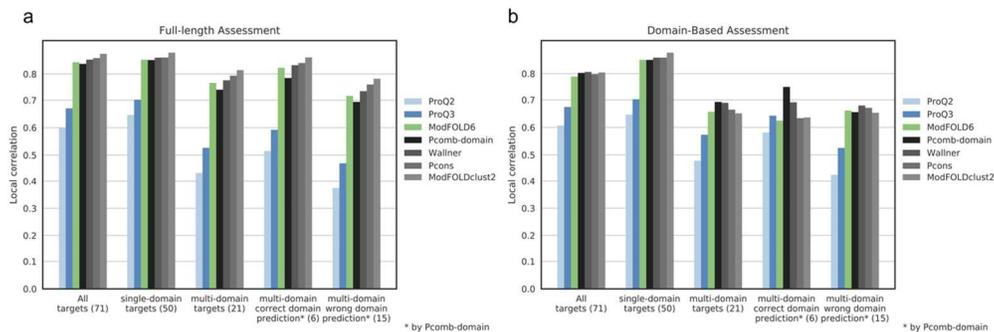 a
Full-length Assessment
Local correlation
0.8
0.7
0.6
0.5
0.4
0.3
0.2
0.1
0.0
All
targets (71)
single-domain
targets (50)
multi-domain
targets (21)
multi-domain
correct domain
prediction* (6)
multi-domain
wrong domain
prediction* (15)
ProQ2
ProQ3
ModFOLD6
Pcomb-domain
Wallner
Pcons
ModFOLDclust2
* by Pcomb-domain
b
Domain-Based Assessment
Local correlation
0.8
0.7
0.6
0.5
0.4
0.3
0.2
0.1
0.0
All
targets (71)
single-domain
targets (50)
multi-domain
targets (21)
multi-domain
correct domain
prediction* (6)
multi-domain
wrong domain
prediction* (15)
ProQ2
ProQ3
ModFOLD6
Pcomb-domain
Wallner
Pcons
ModFOLDclust2
* by Pcomb-domain